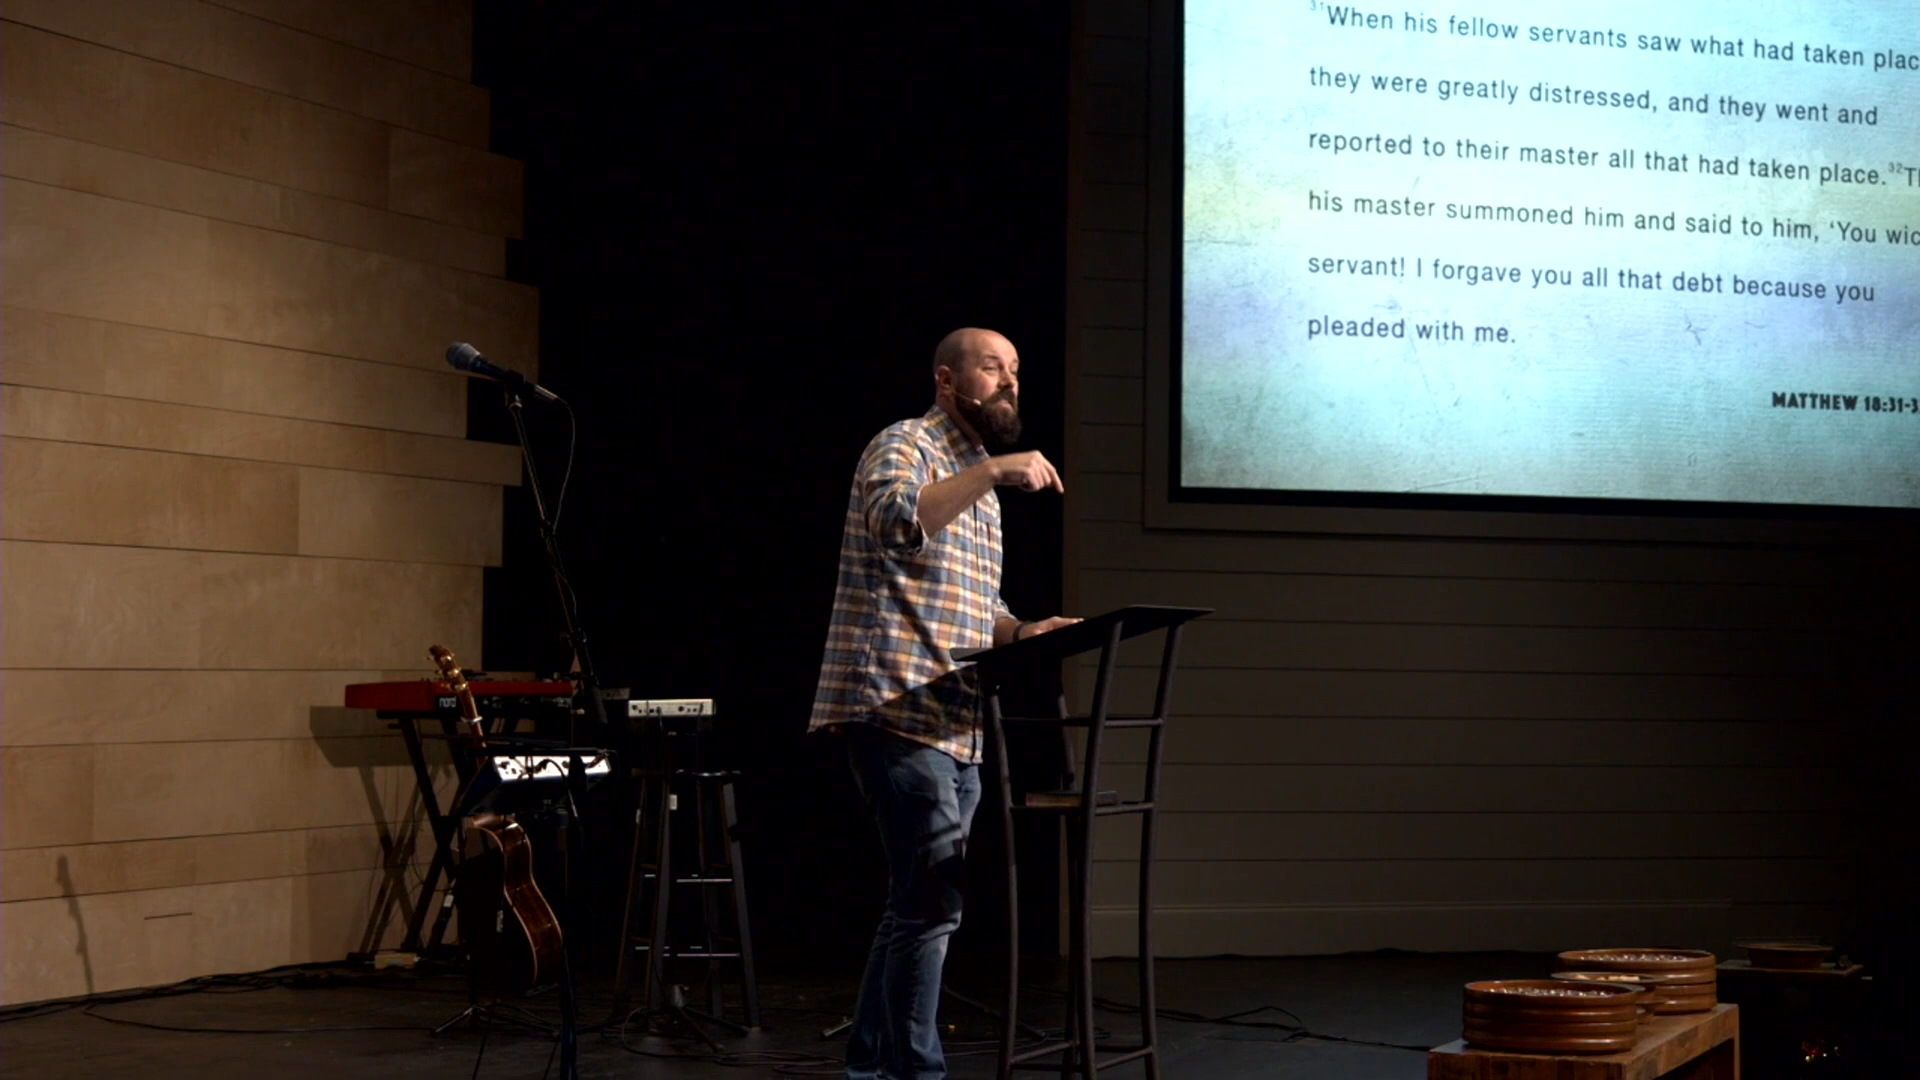 31When his fellow servants saw what had taken plac
they were greatly distressed, and they went and
reported to their master all that had taken place.32T
his master summoned him and said to him, ‘You wic
servant! I forgave you all that debt because you
pleaded with me.
MATTHEW 18:31-3
nord